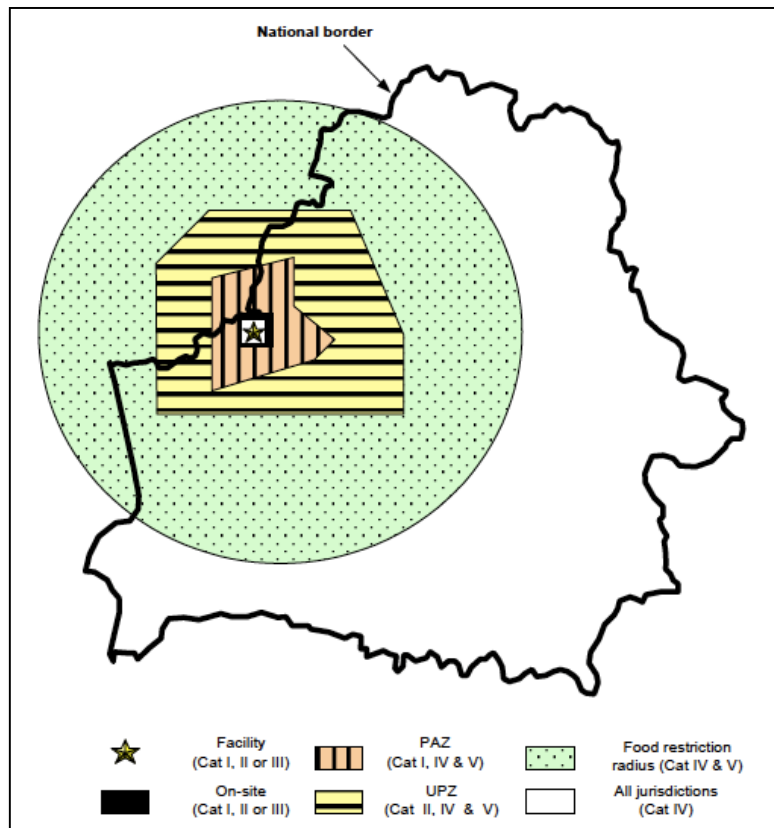 National border
Facility
(Cat I, II or III)
PAZ
(Cat I, IV & V)
Food restriction
radius (Cat IV & V)
On-site
(Cat I, II or III)
UPZ
(Cat II, IV & V)
All jurisdictions
(Cat IV)